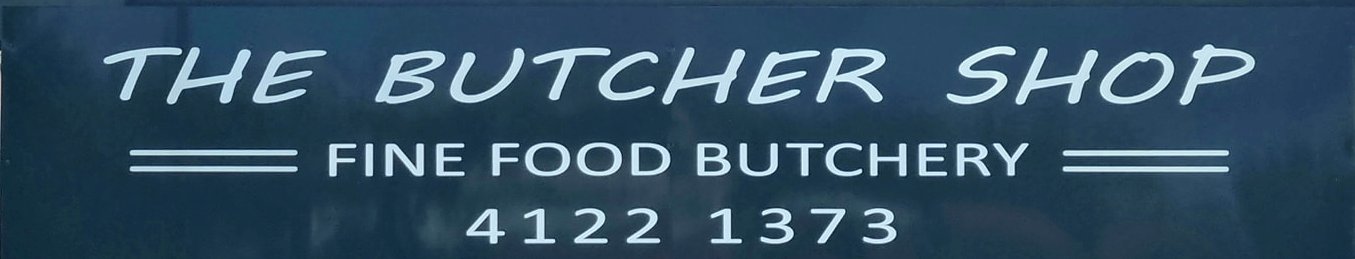 THE BUTCHER SHOP
FINE FOOD BUTCHERY
4122 1373